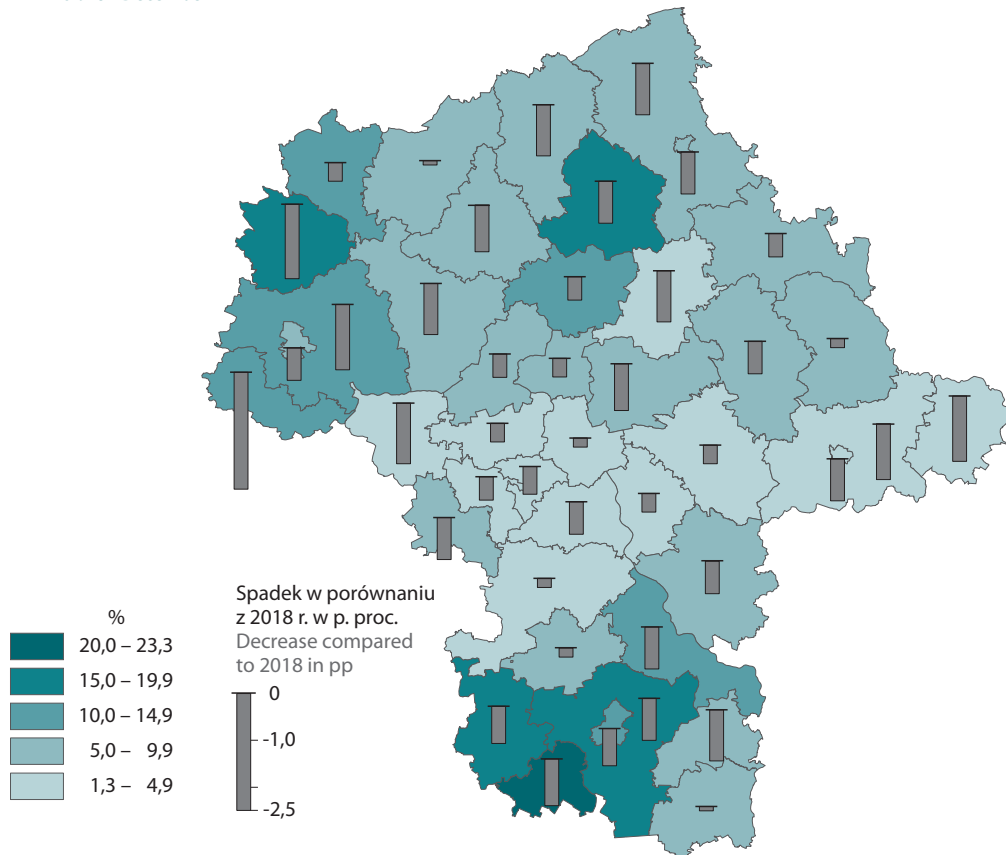 Spadek w porównaniu
z 2018 r. w p. proc.
Decrease compared
to 2018 in pp
%
20,0 – 23,3
15,0 – 19,9
10,0 – 14,9
5,0 – 9,9
1,3 – 4,9
0
-1,0
-2,5